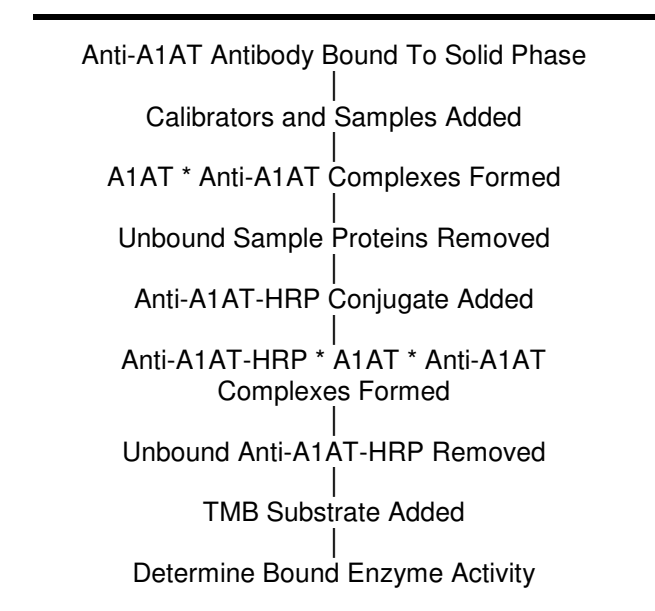 Anti-A1AT Antibody Bound To Solid Phase
Calibrators and Samples Added
A1AT * Anti-A1AT Complexes Formed
Unbound Sample Proteins Removed
Anti-A1AT-HRP Conjugate Added
Anti-A1AT-HRP * A1AT * Anti-A1AT
Complexes Formed
Unbound Anti-A1AT-HRP Removed
TMB Substrate Added
Determine Bound Enzyme Activity